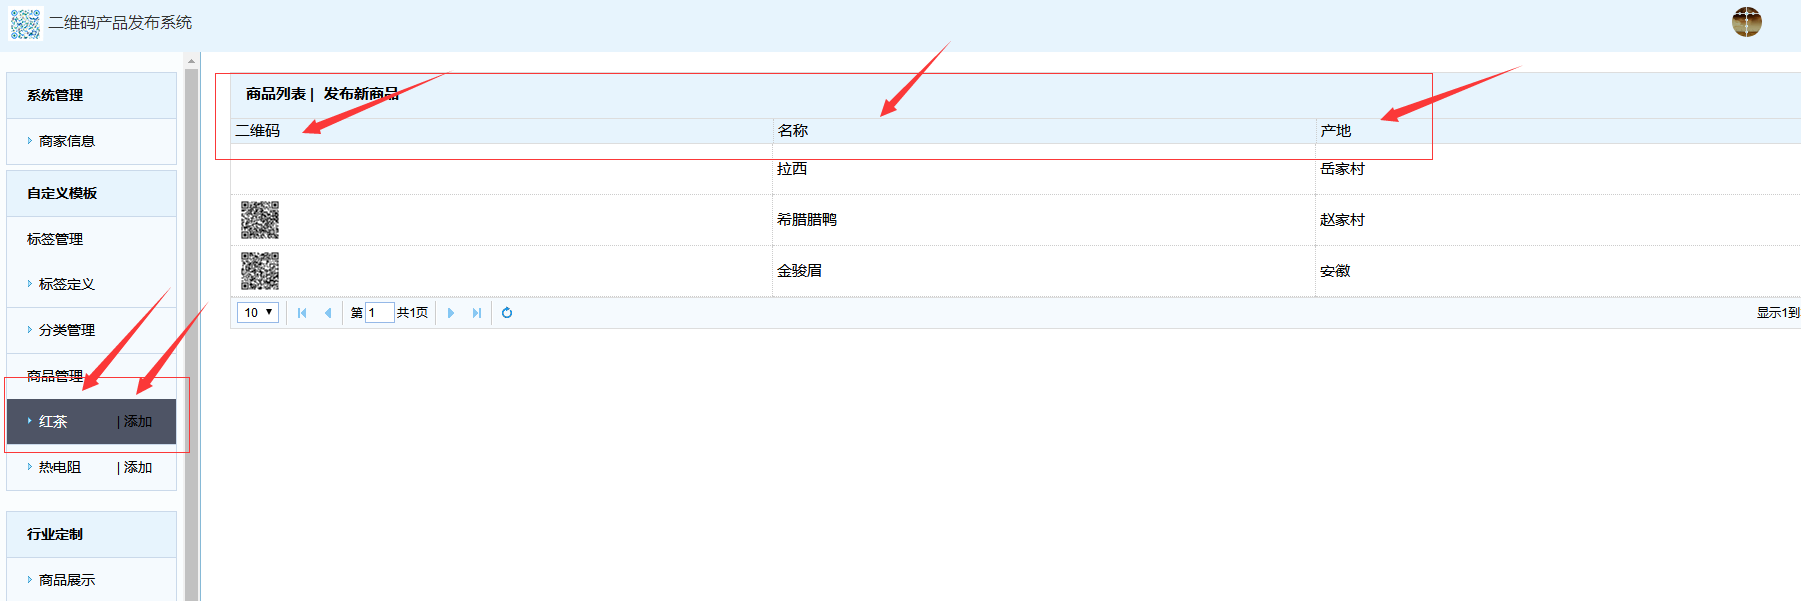 二维码产品发布系统
系统管理
商家信息
自定义模板
标签管理
标签定义
分类管理
商品管理
红茶 | 添加
热电阻 | 添加
行业定制
商品展示
商品列表 | 发布新商品
二维码 名称 产地
拉西 岳家村
希腊腊鸭 赵家村
金骏眉 安徽
10 第 1 共1页
显示1到